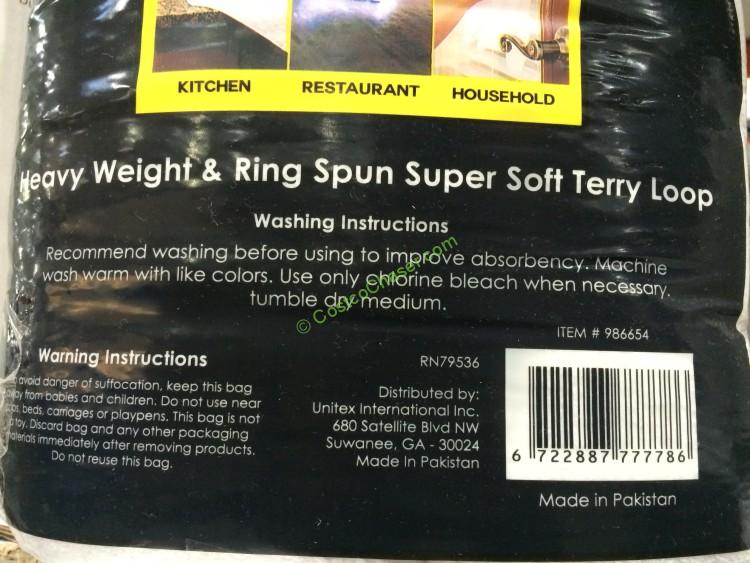 KITCHEN RESTAURANT HOUSEHOLD
Heavy Weight & Ring Spun Super Soft Terry Loop
Washing Instructions
Recommend washing before using to improve absorbency. Machine
wash warm with like colors. Use only chlorine bleach when necessary.
tumble dry medium.
© CostcoChaser.com
ITEM # 986654
Warning Instructions
avoid danger of suffocation, keep this bag
away from babies and children. Do not use near
beds, carriages or playpens. This bag is not
a toy. Discard bag and any other packaging
materials immediately after removing products.
Do not reuse this bag.
RN79536
Distributed by:
Unitex International Inc.
680 Satellite Blvd NW
Suwanee, GA - 30024
Made In Pakistan
6 722887 777786
Made in Pakistan